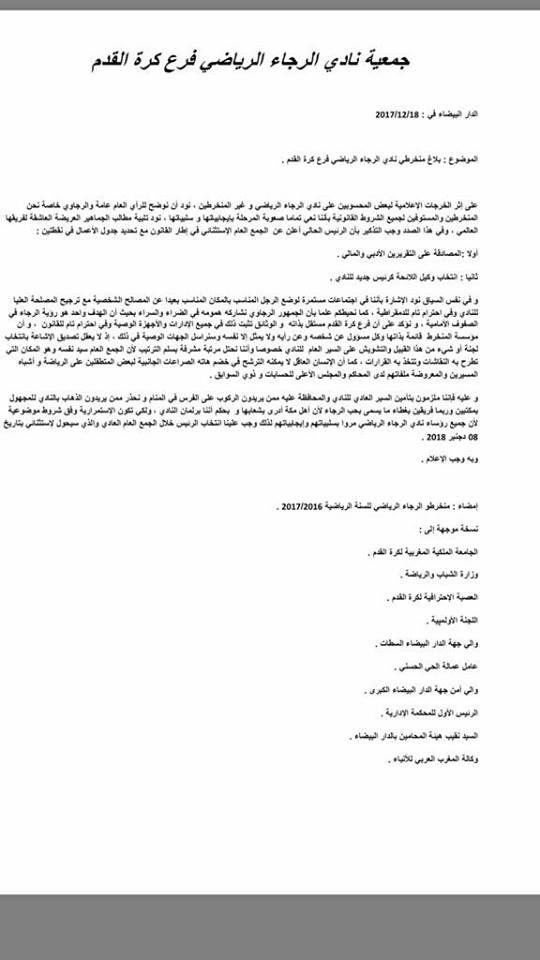 جمعية نادي الرجاء الرياضي فرع كرة القدم
الدار البيضاء في : 2017/12/18
الموضوع : بلاغ منخرطي نادي الرجاء الرياضي فرع كرة القدم .
على إثر الخرجات الإعلامية لبعض المحسوبين على نادي الرجاء الرياضي و غير المنخرطين ، نود أن نوضح للرأي العام عامة والرجاوي خاصة نحن
المنخرطين والمستوفين لجميع الشروط القانونية بأننا نعي تماما صعوبة المرحلة بإيجابياتها و سلبياتها ، نود تلبية مطالب الجماهير العريضة العاشقة لفريقها
العالمي ، وفي هذا الصدد وجب التذكير بأن الرئيس الحالي أعلن عن الجمع العام الإستثنائي في إطار القانون مع تحديد جدول الأعمال في نقطتين :
أولا :المصادقة على التقريرين الأدبي والمالي .
ثانيا : انتخاب وكيل اللائحة كرئيس جديد للنادي .
و في نفس السياق نود الإشارة بأننا في اجتماعات مستمرة لوضع الرجل المناسب بالمكان المناسب بعيدا عن المصالح الشخصية مع ترجيح المصلحة العليا
للنادي وفي احترام تام للدمقراطية ، كما نحيطكم علما بأن الجمهور الرجاوي نشاركه همومه في الضراء والسراء بحيث أن الهدف واحد هو رؤية الرجاء في
الصفوف الأمامية ، و نؤكد على أن فرع كرة القدم مستقل بذاته و الوثائق تثبت ذلك في جميع الإدارات والأجهزة الوصية وفي احترام تام للقانون ، و أن
مؤسسة المنخرط قائمة بذاتها وكل مسؤول عن شخصه وعن رأيه ولا يمثل إلا نفسه وسنراسل الجهات الوصية في ذلك ، إذ لا يعقل تصديق الإشاعة بانتخاب
لجنة أو شيء من هذا القبيل والتشويش على السير العام للنادي خصوصا وأننا نحتل مرتبة مشرفة بسلم الترتيب لأن الجمع العام سيد نفسه وهو المكان التي
تطرح به النقاشات وتتخذ به القرارات ، كما أن الإنسان العاقل لا يمكنه الترشح في خضم هاته الصراعات الجانبية لبعض المتطفلين على الرياضة و أشباه
المسيرين والمعروضة ملفاتهم لدى المحاكم والمجلس الأعلى للحسابات و ذوي السوابق .
و عليه فإننا ملزمون بتأمين السير العادي للنادي والمحافظة عليه ممن يريدون الركوب على الفرس في المنام و نحذر ممن يريدون الذهاب بالنادي للمجهول
بمكتبين وربما فريقين بغطاء ما يسمى بحب الرجاء لأن أهل مكة أدرى بشعابها و بحكم أننا برلمان النادي ، ولكي تكون الإستمرارية وفق شروط موضوعية
لأن جميع رؤساء نادي الرجاء الرياضي مروا بسلبياتهم وإيجابياتهم لذلك وجب علينا انتخاب الرئيس خلال الجمع العام العادي والذي سيحول لإستثنائي بتاريخ
08 دجنبر 2018 .
وبه وجب الإعلام .
إمضاء : منخرطو الرجاء الرياضي للسنة الرياضية 2017/2016 .
نسخة موجهة إلى :
الجامعة الملكية المغربية لكرة القدم .
وزارة الشباب والرياضة .
العصبة الإحترافية لكرة القدم .
اللجنة الأولمبية .
والي جهة الدار البيضاء السطات .
عامل عمالة الحي الحسني .
والي أمن جهة الدار البيضاء الكبرى .
الرئيس الأول للمحكمة الإدارية .
السيد نقيب هيئة المحامين بالدار البيضاء .
وكالة المغرب العربي للأنباء .